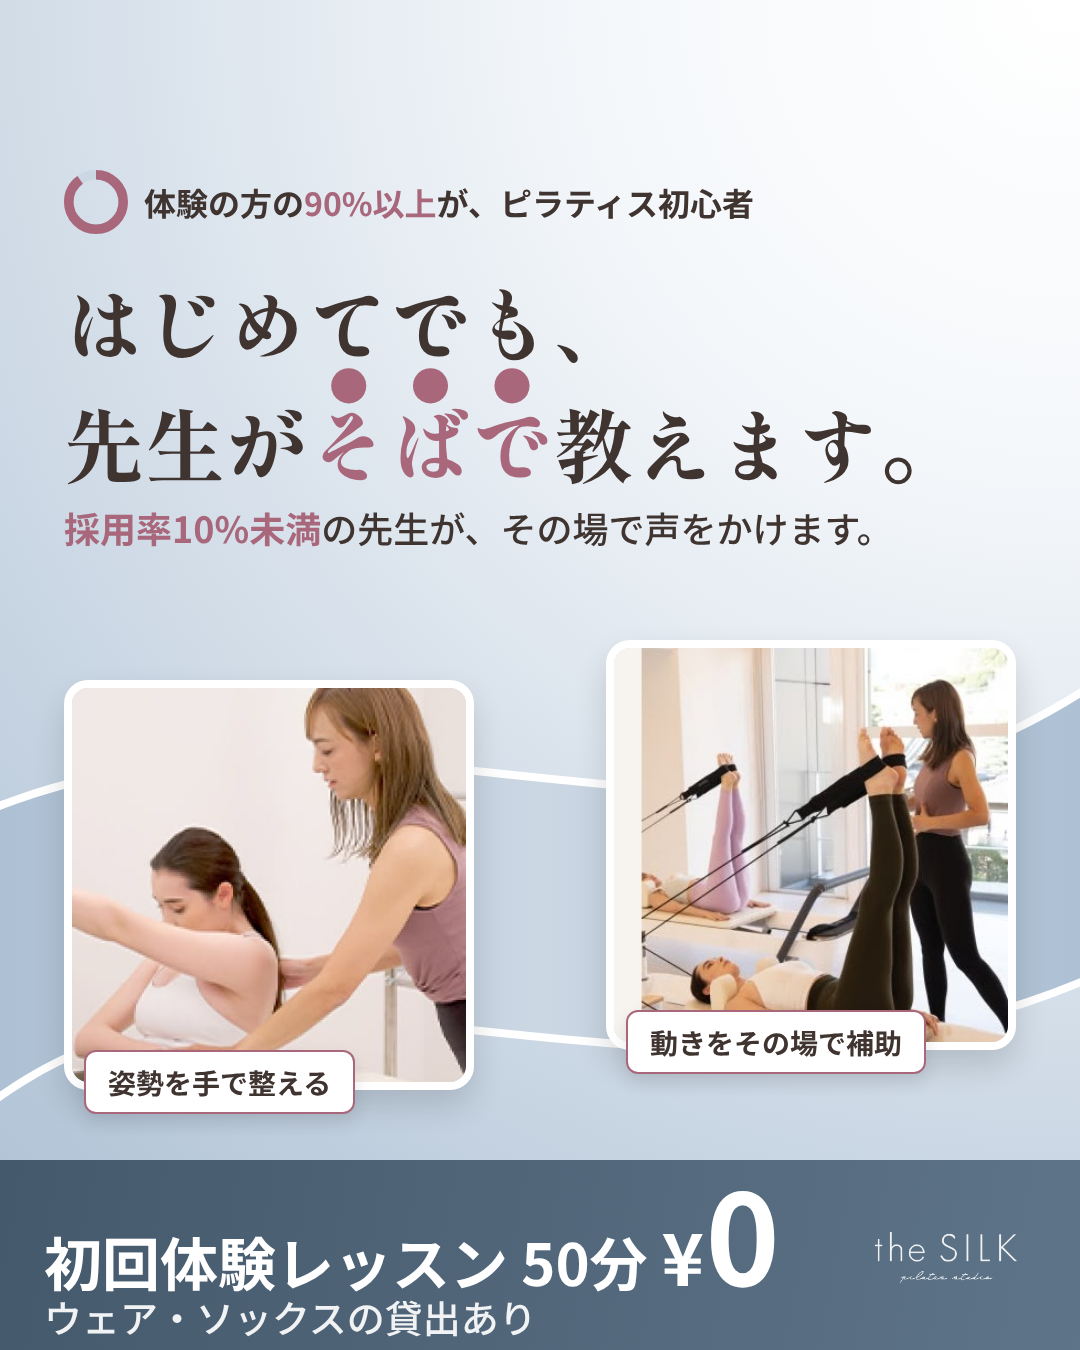 体験の方の90%以上が、ピラティス初心者
はじめてでも、
先生がそばで教えます。
採用率10%未満の先生が、その場で声をかけます。
姿勢を手で整える
動きをその場で補助
初回体験レッスン 50分 ¥0
ウェア・ソックスの貸出あり
the SILK
pilates studio